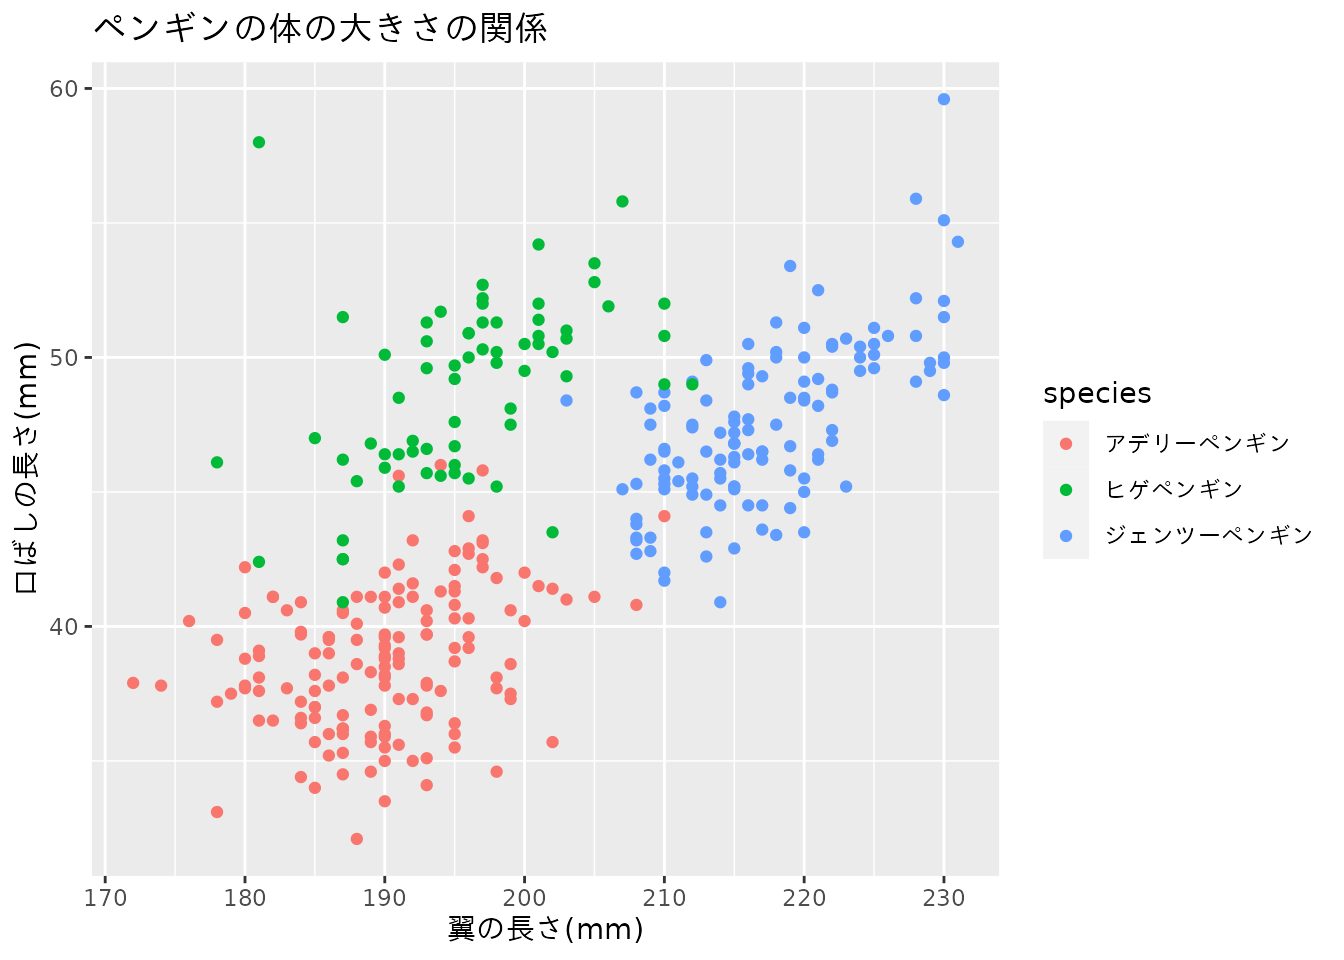 ペンギンの体の大きさの関係
60
50
40
口ばしの長さ(mm)
170 180 190 200 210 220 230
翼の長さ(mm)
species
アデリーペンギン
ヒゲペンギン
ジェンツーペンギン